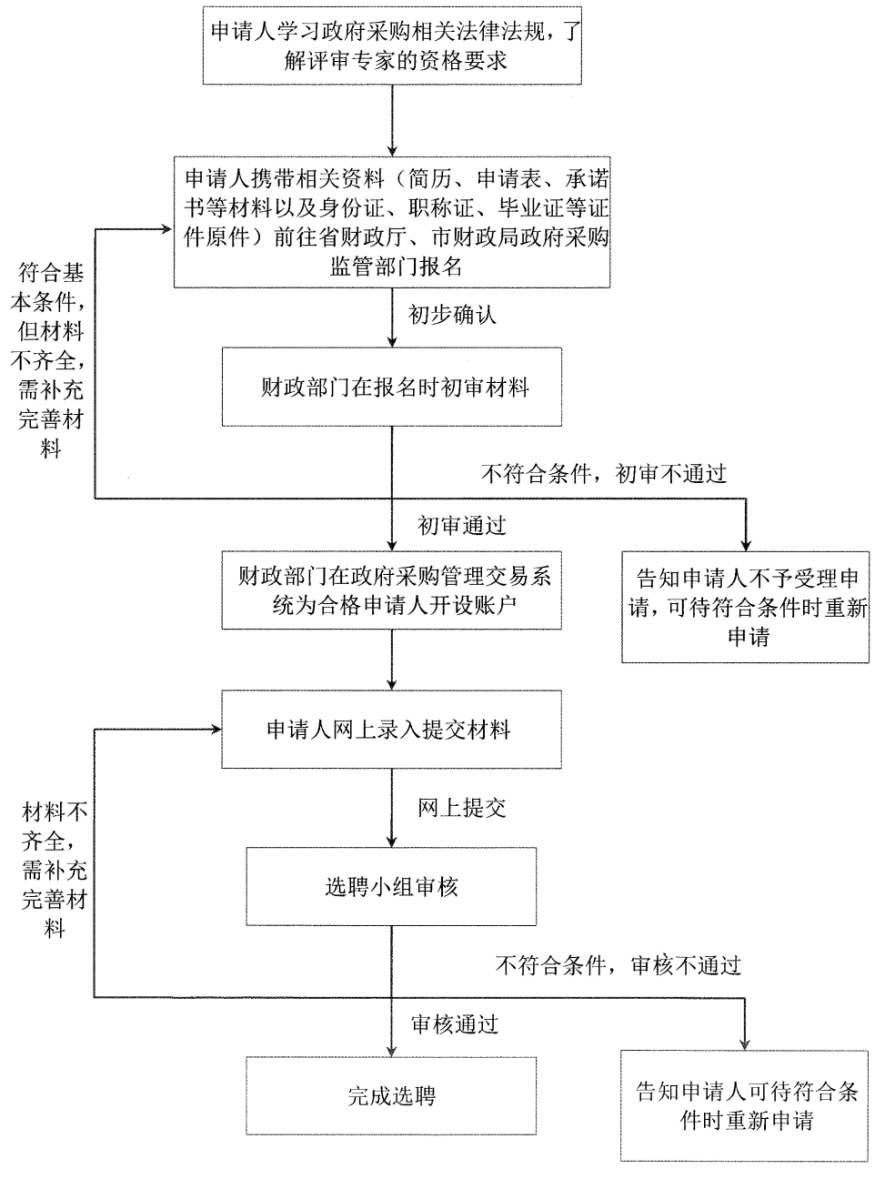 申请人学习政府采购相关法律法规，了
解评审专家的资格要求
申请人携带相关资料（简历、申请表、承诺
书等材料以及身份证、职称证、毕业证等证
件原件）前往省财政厅、市财政局政府采购
监管部门报名
符合基
本条件，
但材料
不齐全，
需补充
完善材
料
初步确认
财政部门在报名时初审材料
不符合条件，初审不通过
初审通过
财政部门在政府采购管理交易系
统为合格申请人开设账户
告知申请人不予受理申
请，可待符合条件时重新
申请
申请人网上录入提交材料
材料不
齐全，
需补充
完善材
料
网上提交
选聘小组审核
不符合条件，审核不通过
审核通过
完成选聘
告知申请人可待符合条
件时重新申请